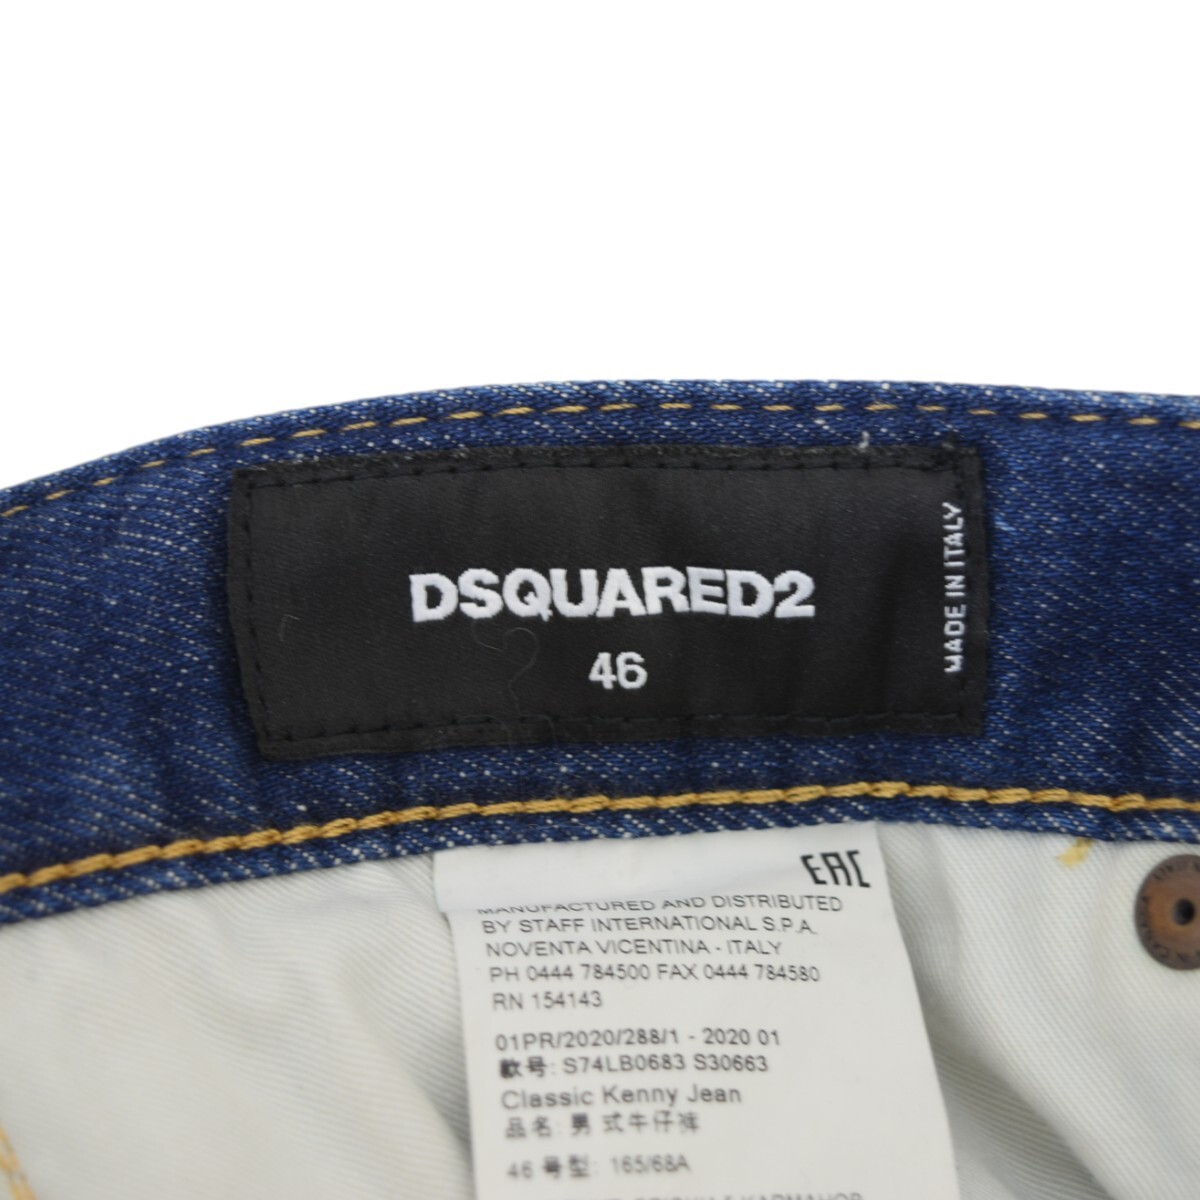 DSQUARED2
46
MADE IN ITALY
EAC
MANUFACTURED AND DISTRIBUTED
BY STAFF INTERNATIONAL S.P.A.
NOVENTA VICENTINA - ITALY
PH 0444 784500 FAX 0444 784580
RN 154143
01PR/2020/288/1 - 2020 01
款号: S74LB0683 S30663
Classic Kenny Jean
品名: 男式牛仔裤
46 号型: 165/68A